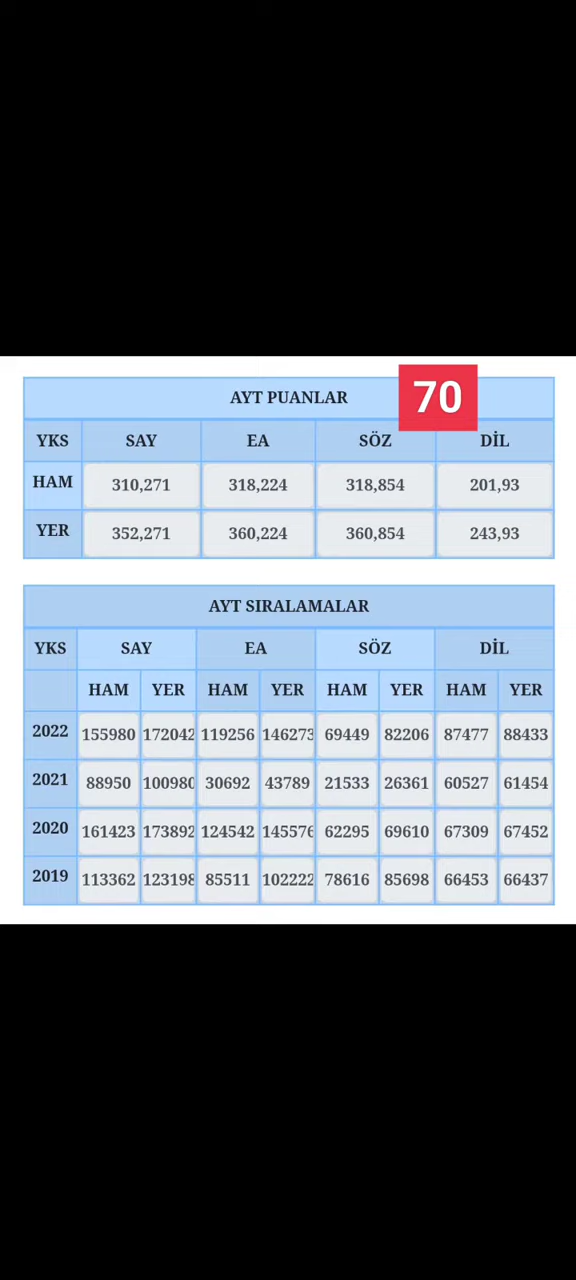 AYT PUANLAR 70
YKS SAY EA SÖZ DİL
HAM 310,271 318,224 318,854 201,93
YER 352,271 360,224 360,854 243,93
AYT SIRALAMALAR
YKS SAY EA SÖZ DİL
HAM YER HAM YER HAM YER HAM YER
2022 155980 172042 119256 146273 69449 82206 87477 88433
2021 88950 100980 30692 43789 21533 26361 60527 61454
2020 161423 173892 124542 145576 62295 69610 67309 67452
2019 113362 123198 85511 102222 78616 85698 66453 66437